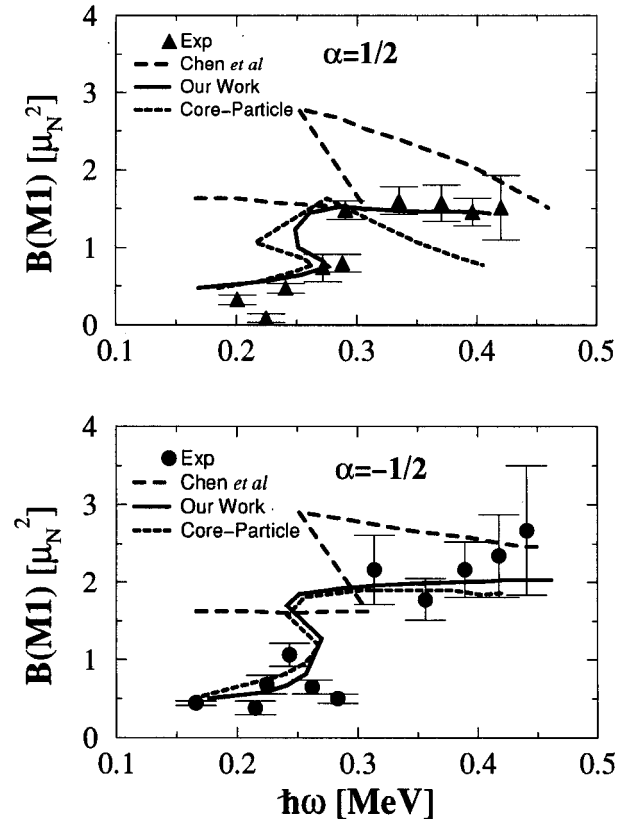 4
3
2
1
0
B(M1) [μ_N²]
Exp
Chen et al
Our Work
Core−Particle
α=1/2
0.1 0.2 0.3 0.4 0.5
4
3
2
1
0
B(M1) [μ_N²]
Exp
Chen et al
Our Work
Core−Particle
α=−1/2
0.1 0.2 0.3 0.4 0.5
ħω [MeV]